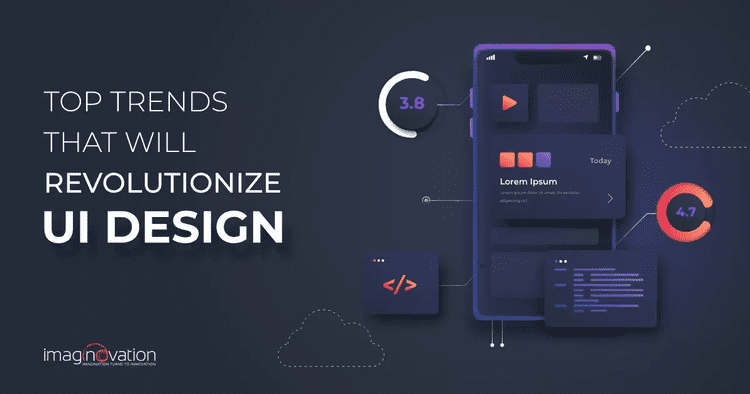 TOP TRENDS
THAT WILL
REVOLUTIONIZE
UI DESIGN
imaginovation
IMAGINATION TURNS TO INNOVATION
3.8
Today
Lorem Ipsum
4.7
</>